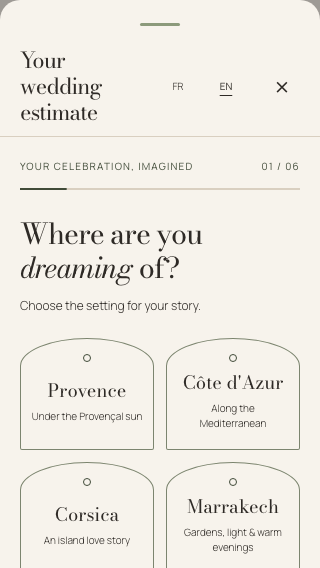 Your
wedding
estimate
FR
EN
YOUR CELEBRATION, IMAGINED
01 / 06
Where are you
dreaming of?
Choose the setting for your story.
Provence
Under the Provençal sun
Côte d'Azur
Along the
Mediterranean
Corsica
An island love story
Marrakech
Gardens, light & warm
evenings